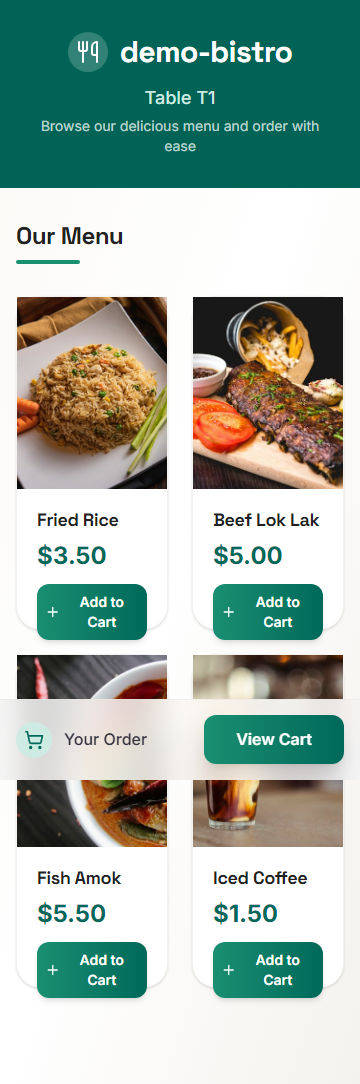 demo-bistro
Table T1
Browse our delicious menu and order with
ease
Our Menu
Fried Rice
$3.50
Add to
Cart
Beef Lok Lak
$5.00
Add to
Cart
Your Order
View Cart
Fish Amok
$5.50
Add to
Cart
Iced Coffee
$1.50
Add to
Cart